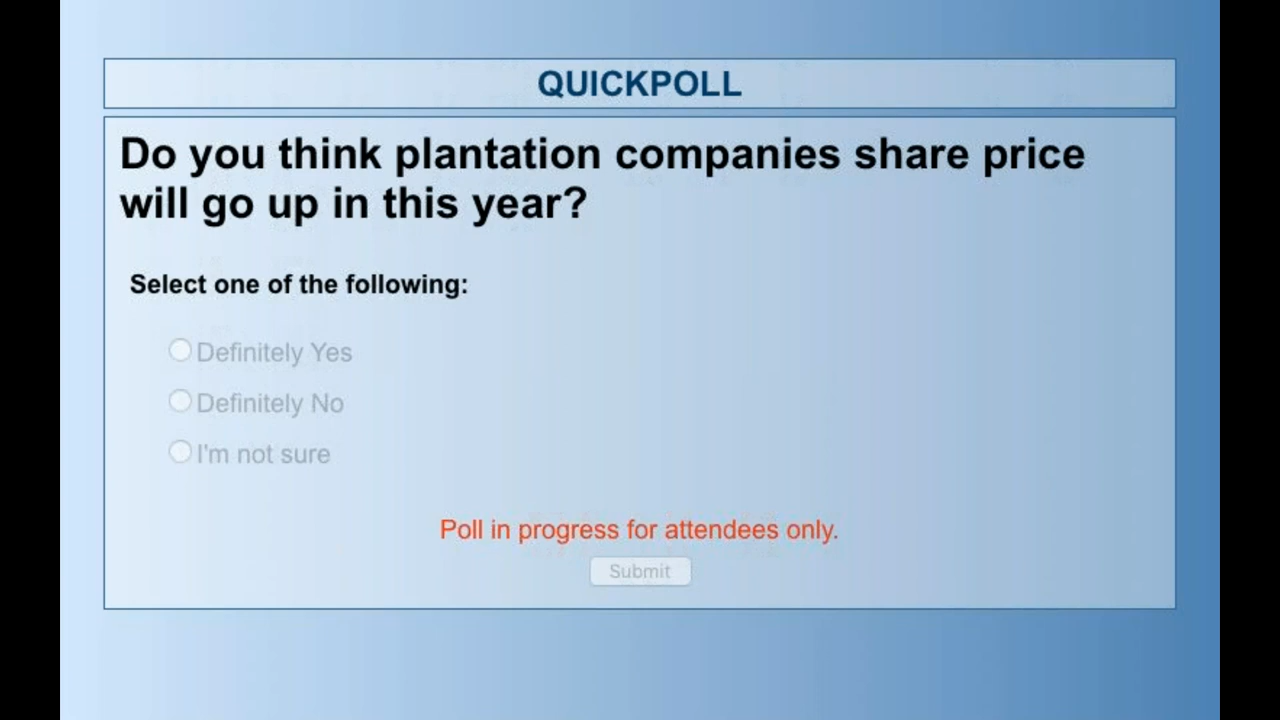 QUICKPOLL
Do you think plantation companies share price
will go up in this year?
Select one of the following:
Definitely Yes
Definitely No
I'm not sure
Poll in progress for attendees only.
Submit